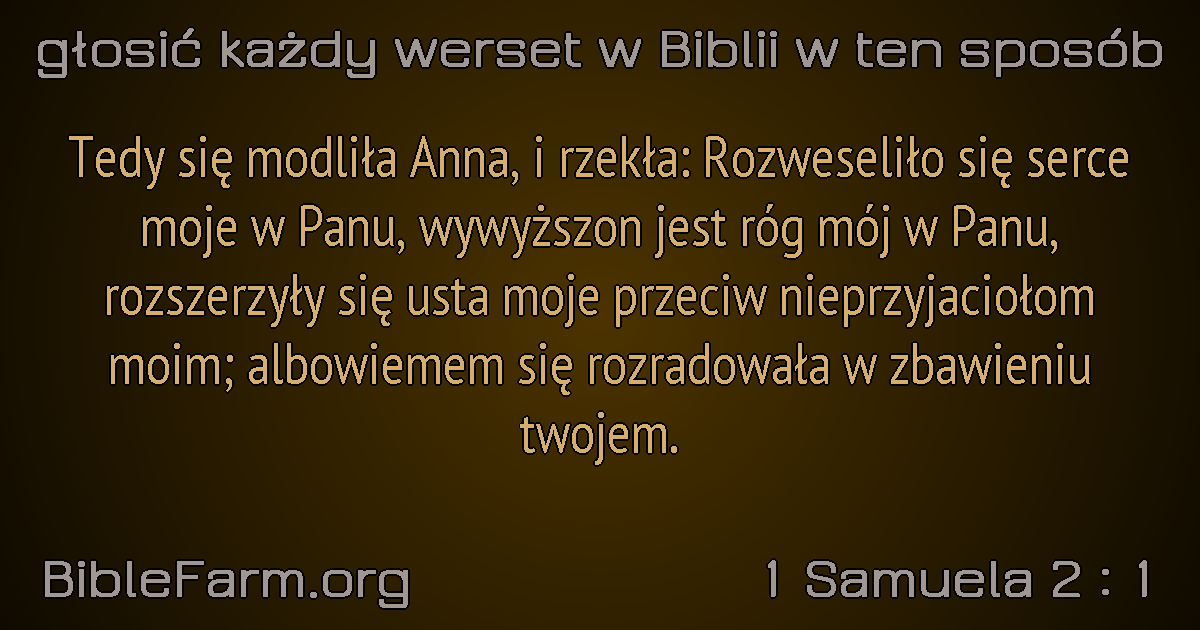 głosić każdy werset w Biblii w ten sposób
Tedy się modliła Anna, i rzekła: Rozweseliło się serce
moje w Panu, wywyższon jest róg mój w Panu,
rozszerzyły się usta moje przeciw nieprzyjaciołom
moim; albowiemem się rozradowała w zbawieniu
twojem.
BibleFarm.org
1 Samuela 2 : 1